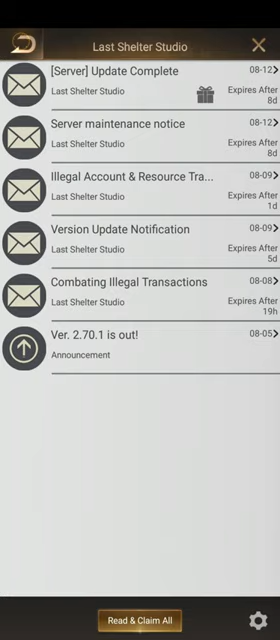 Last Shelter Studio
[Server] Update Complete
08-12
Last Shelter Studio
Expires After
8d
Server maintenance notice
08-12
Last Shelter Studio
Expires After
8d
Illegal Account & Resource Tra...
08-09
Last Shelter Studio
Expires After
1d
Version Update Notification
08-09
Last Shelter Studio
Expires After
5d
Combating Illegal Transactions
08-08
Last Shelter Studio
Expires After
19h
Ver. 2.70.1 is out!
08-05
Announcement
Read & Claim All